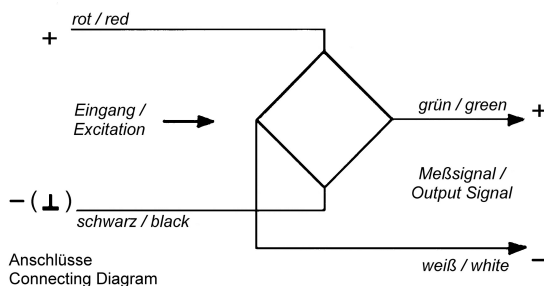 rot / red
+
grün / green
+
Eingang /
Excitation
Meßsignal /
Output Signal
- (⊥)
schwarz / black
weiß / white
-
Anschlüsse
Connecting Diagram